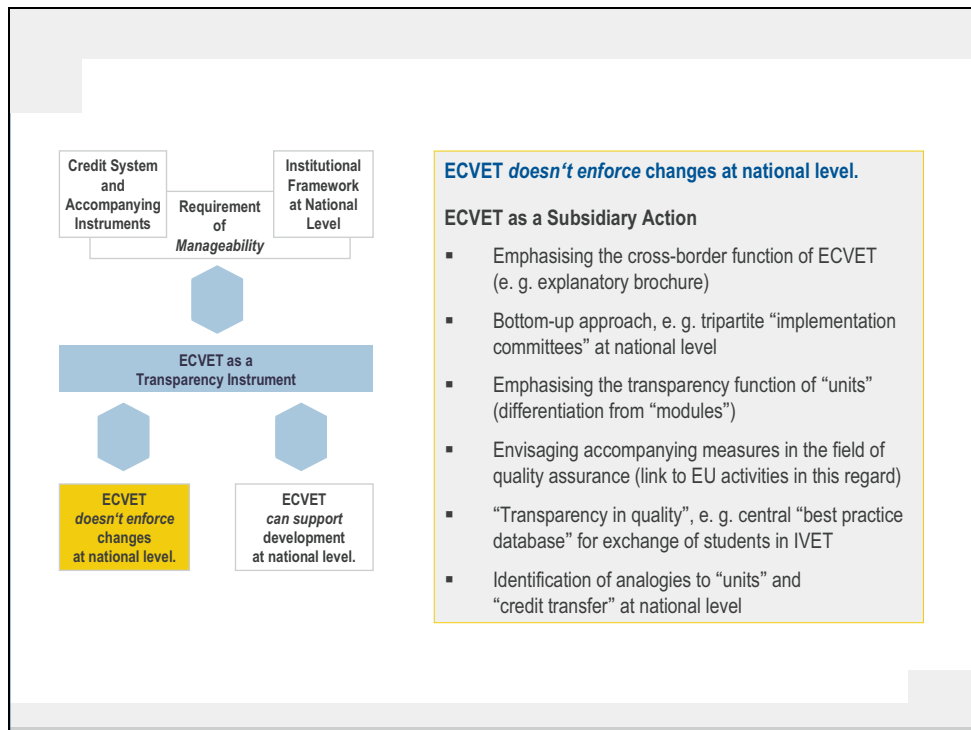 Credit System
and
Accompanying
Instruments
Requirement
of
Manageability
Institutional
Framework
at National
Level
ECVET as a
Transparency Instrument
ECVET
doesn‘t enforce
changes
at national level.
ECVET
can support
development
at national level.
ECVET doesn‘t enforce changes at national level.
ECVET as a Subsidiary Action
▪ Emphasising the cross-border function of ECVET
(e. g. explanatory brochure)
▪ Bottom-up approach, e. g. tripartite “implementation
committees” at national level
▪ Emphasising the transparency function of “units”
(differentiation from “modules”)
▪ Envisaging accompanying measures in the field of
quality assurance (link to EU activities in this regard)
▪ “Transparency in quality”, e. g. central “best practice
database” for exchange of students in IVET
▪ Identification of analogies to “units” and
“credit transfer” at national level